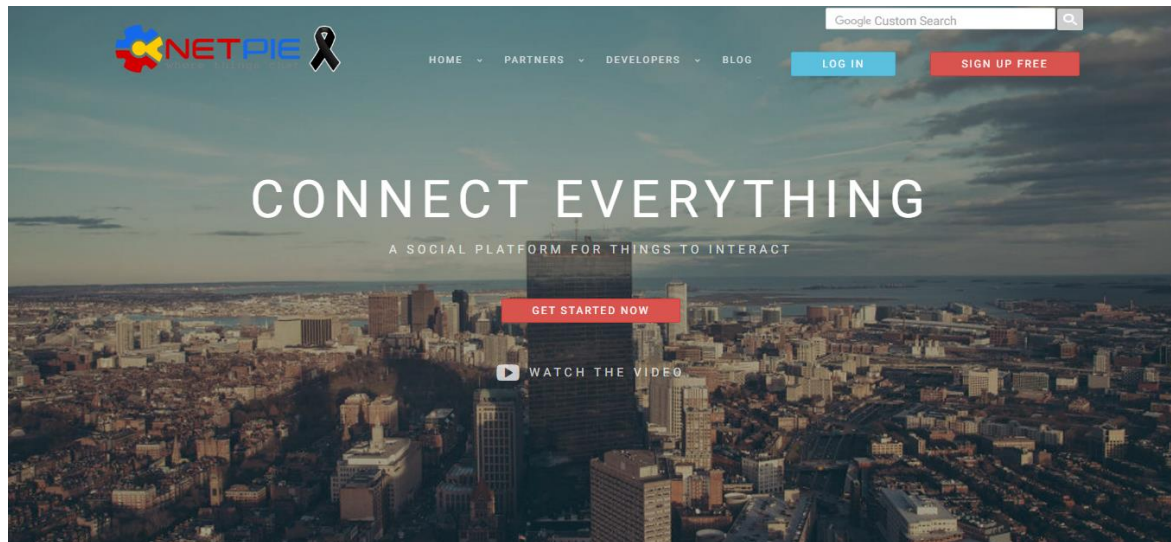 Google Custom Search
NETPIE
HOME PARTNERS DEVELOPERS BLOG LOG IN SIGN UP FREE
CONNECT EVERYTHING
A SOCIAL PLATFORM FOR THINGS TO INTERACT
GET STARTED NOW
WATCH THE VIDEO